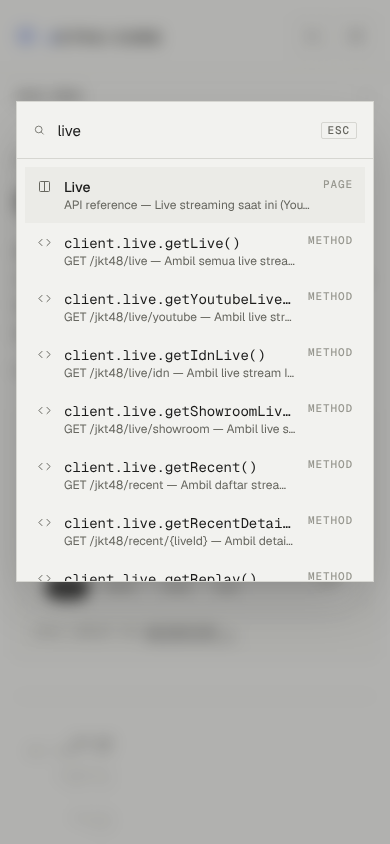 live
ESC
Live
PAGE
API reference — Live streaming saat ini (You…
client.live.getLive()
METHOD
GET /jkt48/live — Ambil semua live strea…
client.live.getYoutubeLive…
METHOD
GET /jkt48/live/youtube — Ambil live str…
client.live.getIdnLive()
METHOD
GET /jkt48/live/idn — Ambil live stream I…
client.live.getShowroomLiv…
METHOD
GET /jkt48/live/showroom — Ambil live s…
client.live.getRecent()
METHOD
GET /jkt48/recent — Ambil daftar strea…
client.live.getRecentDetai…
METHOD
GET /jkt48/recent/{liveId} — Ambil detai…
client.live.getReplay()
METHOD